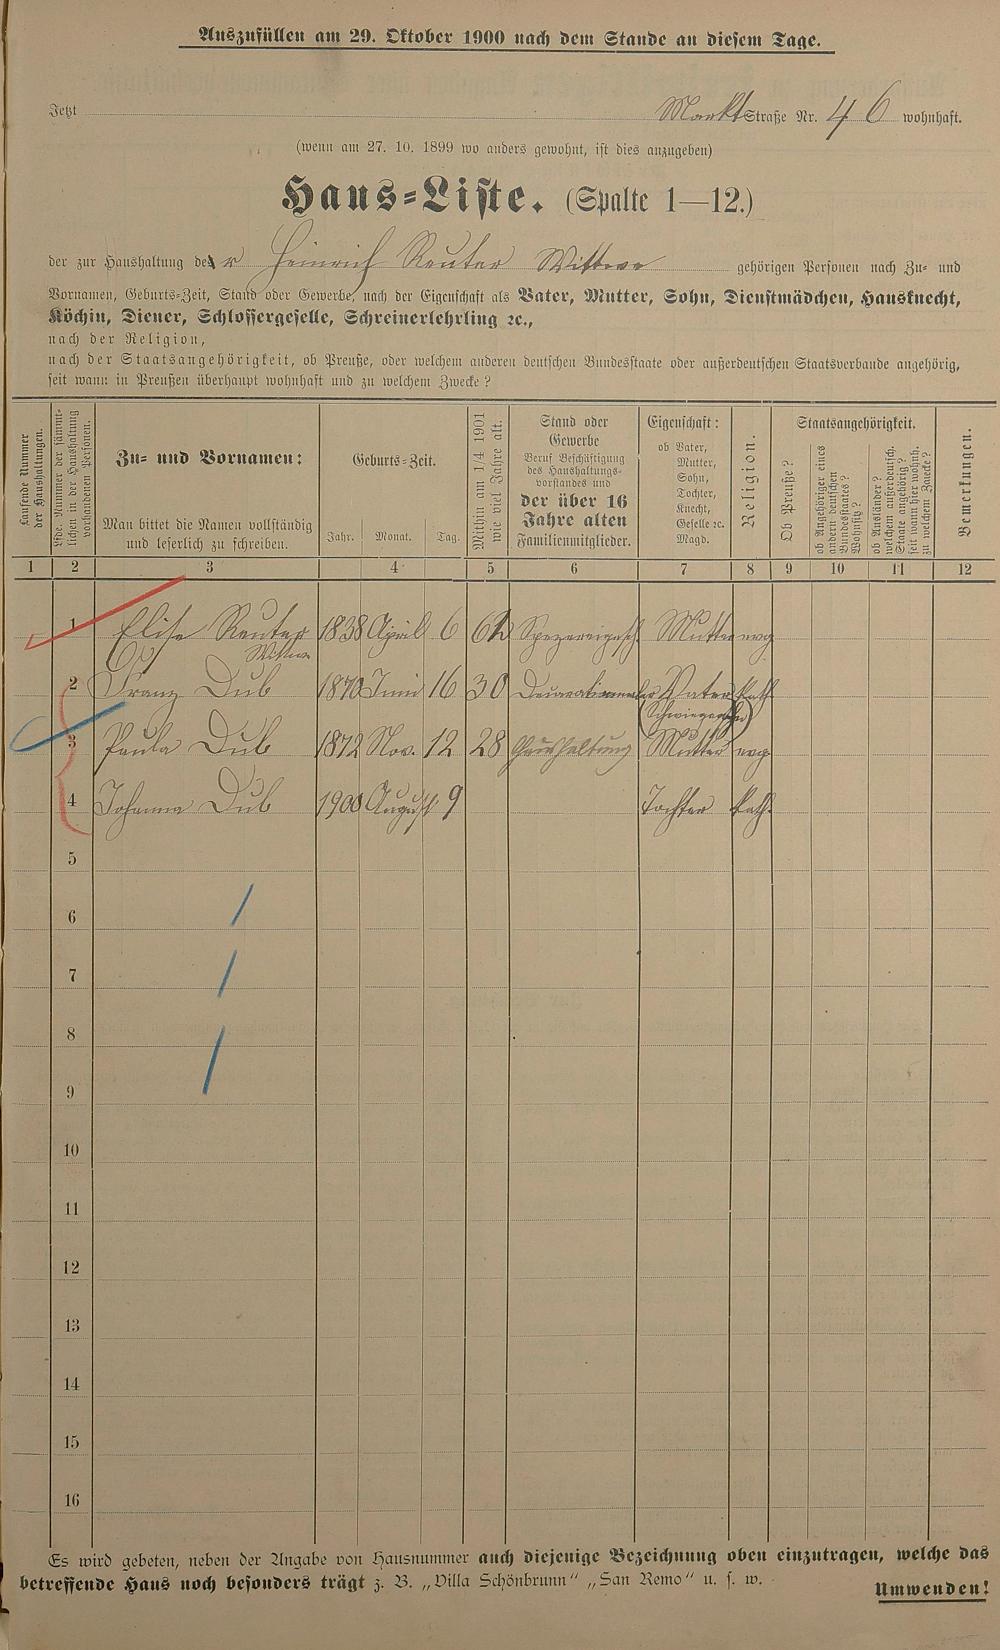 Auszufüllen am 29. Oktober 1900 nach dem Stande an diesem Tage.
Jetzt Markt Straße Nr. 46 wohnhaft.
(wenn am 27. 10. 1899 wo anders gewohnt, ist dies anzugeben)
Haus=Liste. (Spalte 1—12.)
der zur Haushaltung der Heinrich Reuter Wittwe gehörigen Personen nach Zu= und
Vornamen, Geburts=Zeit, Stand oder Gewerbe, nach der Eigenschaft als Vater, Mutter, Sohn, Dienstmädchen, Hausknecht,
Köchin, Diener, Schlossergeselle, Schreinerlehrling ꝛc.,
nach der Religion,
nach der Staatsangehörigkeit, ob Preuße, oder welchem anderen deutschen Bundesstaate oder außerdeutschen Staatsverbande angehörig,
seit wann in Preußen überhaupt wohnhaft und zu welchem Zwecke?
Laufende Nummer
der Haushaltungen.
Lfde. Nummer der sämmt-
lichen in der Haushaltung
vorhandenen Personen.
Zu= und Vornamen:
Man bittet die Namen vollständig
und leserlich zu schreiben.
Geburts=Zeit.
Jahr. Monat. Tag.
Mithin am 1/4 1901
wie viel Jahre alt.
Stand oder
Gewerbe
Beruf Beschäftigung
des Haushaltungs-
vorstandes und
der über 16
Jahre alten
Familienmitglieder.
Eigenschaft:
ob Vater,
Mutter,
Sohn,
Tochter,
Knecht,
Geselle ꝛc.
Magd.
Religion.
Staatsangehörigkeit.
Ob Preuße?
ob Angehöriger eines
andern deutschen
Bundesstaates?
Wohnsitz?
ob Ausländer?
welchem außerdeutsch.
Staate angehörig?
seit wann hier wohnh.
zu welchem Zwecke?
Bemerkungen.
1 2 3 4 5 6 7 8 9 10 11 12
1 Elise Reuter 1838 April 6 62 Spezereigesch. Mutter evg
Wittwe
2 Franz Dub 1870 Juni 16 30 Vater kath
(Schwiegersohn)
3 Paula Dub 1872 Nov. 12 28 Haushaltung Mutter evg
4 Johanna Dub 1900 August 9 Tochter kath.
5
6
7
8
9
10
11
12
13
14
15
16
Es wird gebeten, neben der Angabe von Hausnummer auch diejenige Bezeichnung oben einzutragen, welche das
betreffende Haus noch besonders trägt z. B. „Villa Schönbrunn“ „San Remo“ u. s. w.
Umwenden!